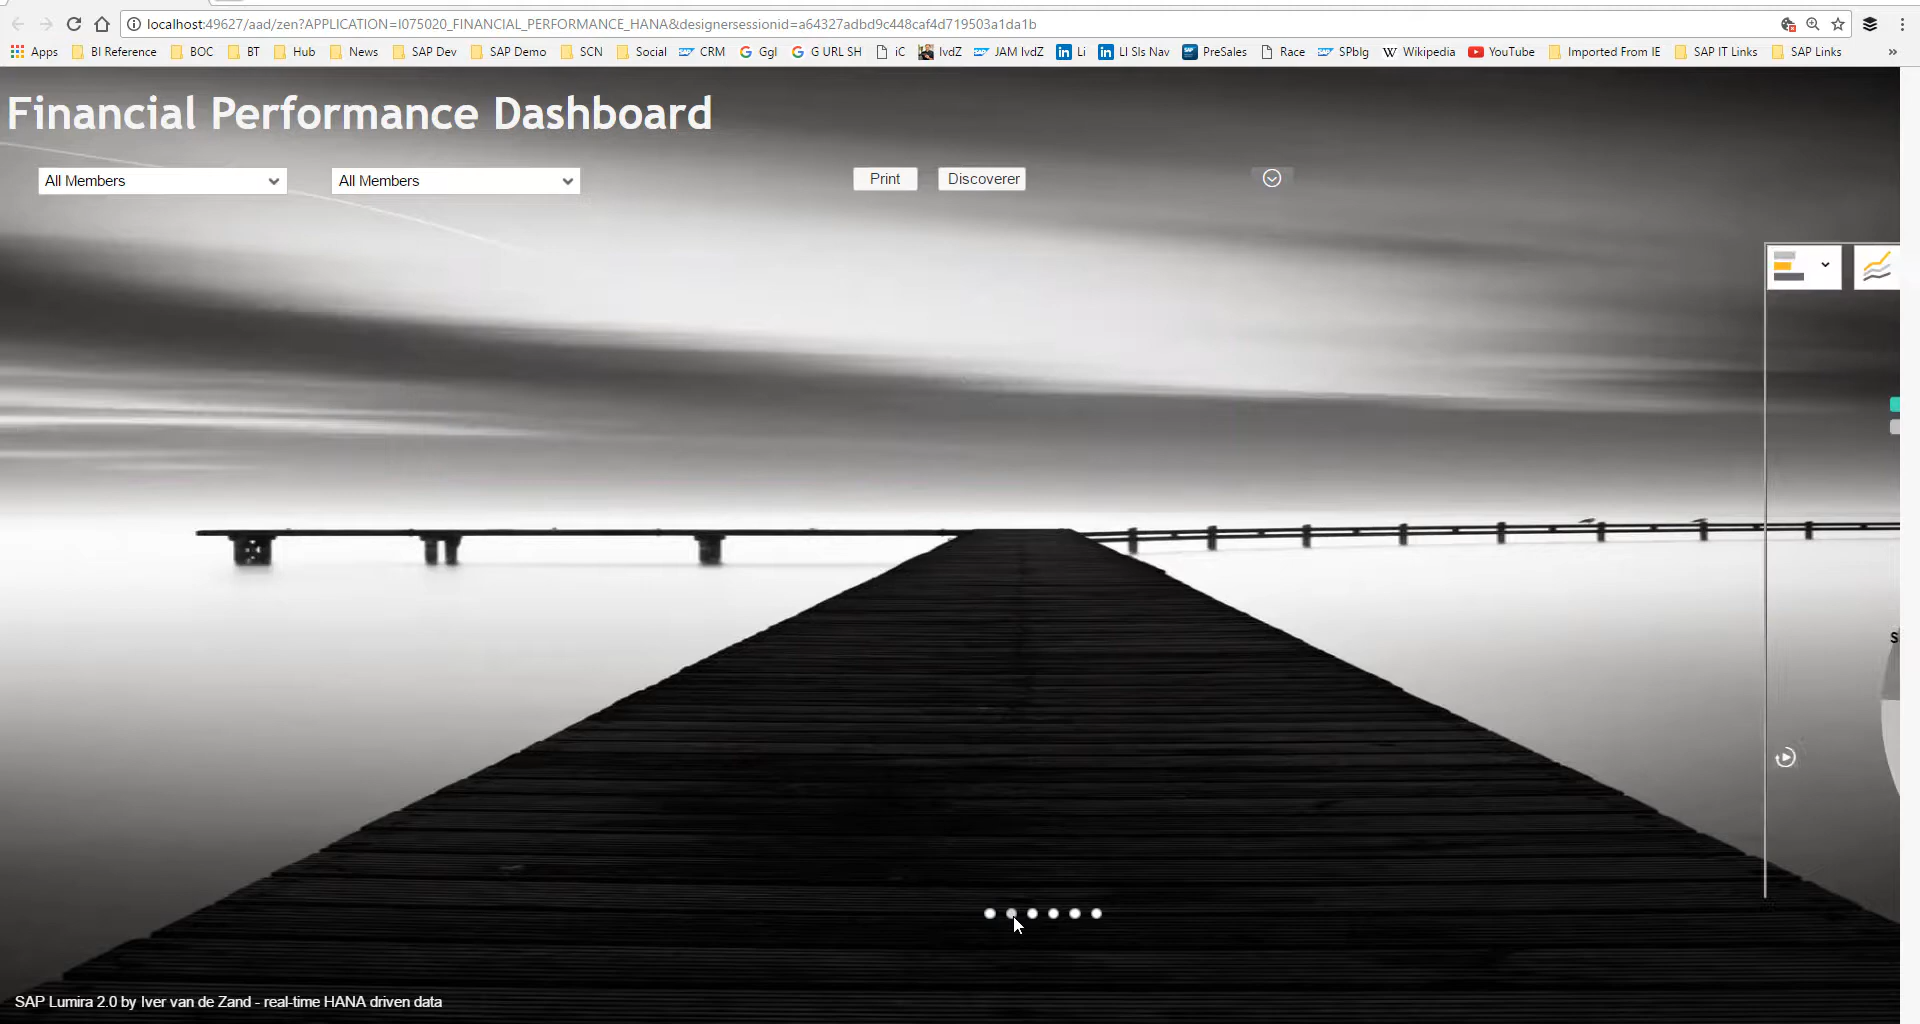 localhost:49627/aad/zen?APPLICATION=I075020_FINANCIAL_PERFORMANCE_HANA&designersessionid=a64327adbd9c448caf4d719503a1da1b
Apps BI Reference BOC BT Hub News SAP Dev SAP Demo SCN Social CRM Ggl G URL SH iC IvdZ JAM IvdZ Li LI Sls Nav PreSales Race SPblg Wikipedia YouTube Imported From IE SAP IT Links SAP Links »
Financial Performance Dashboard
All Members All Members Print Discoverer
SAP Lumira 2.0 by Iver van de Zand - real-time HANA driven data